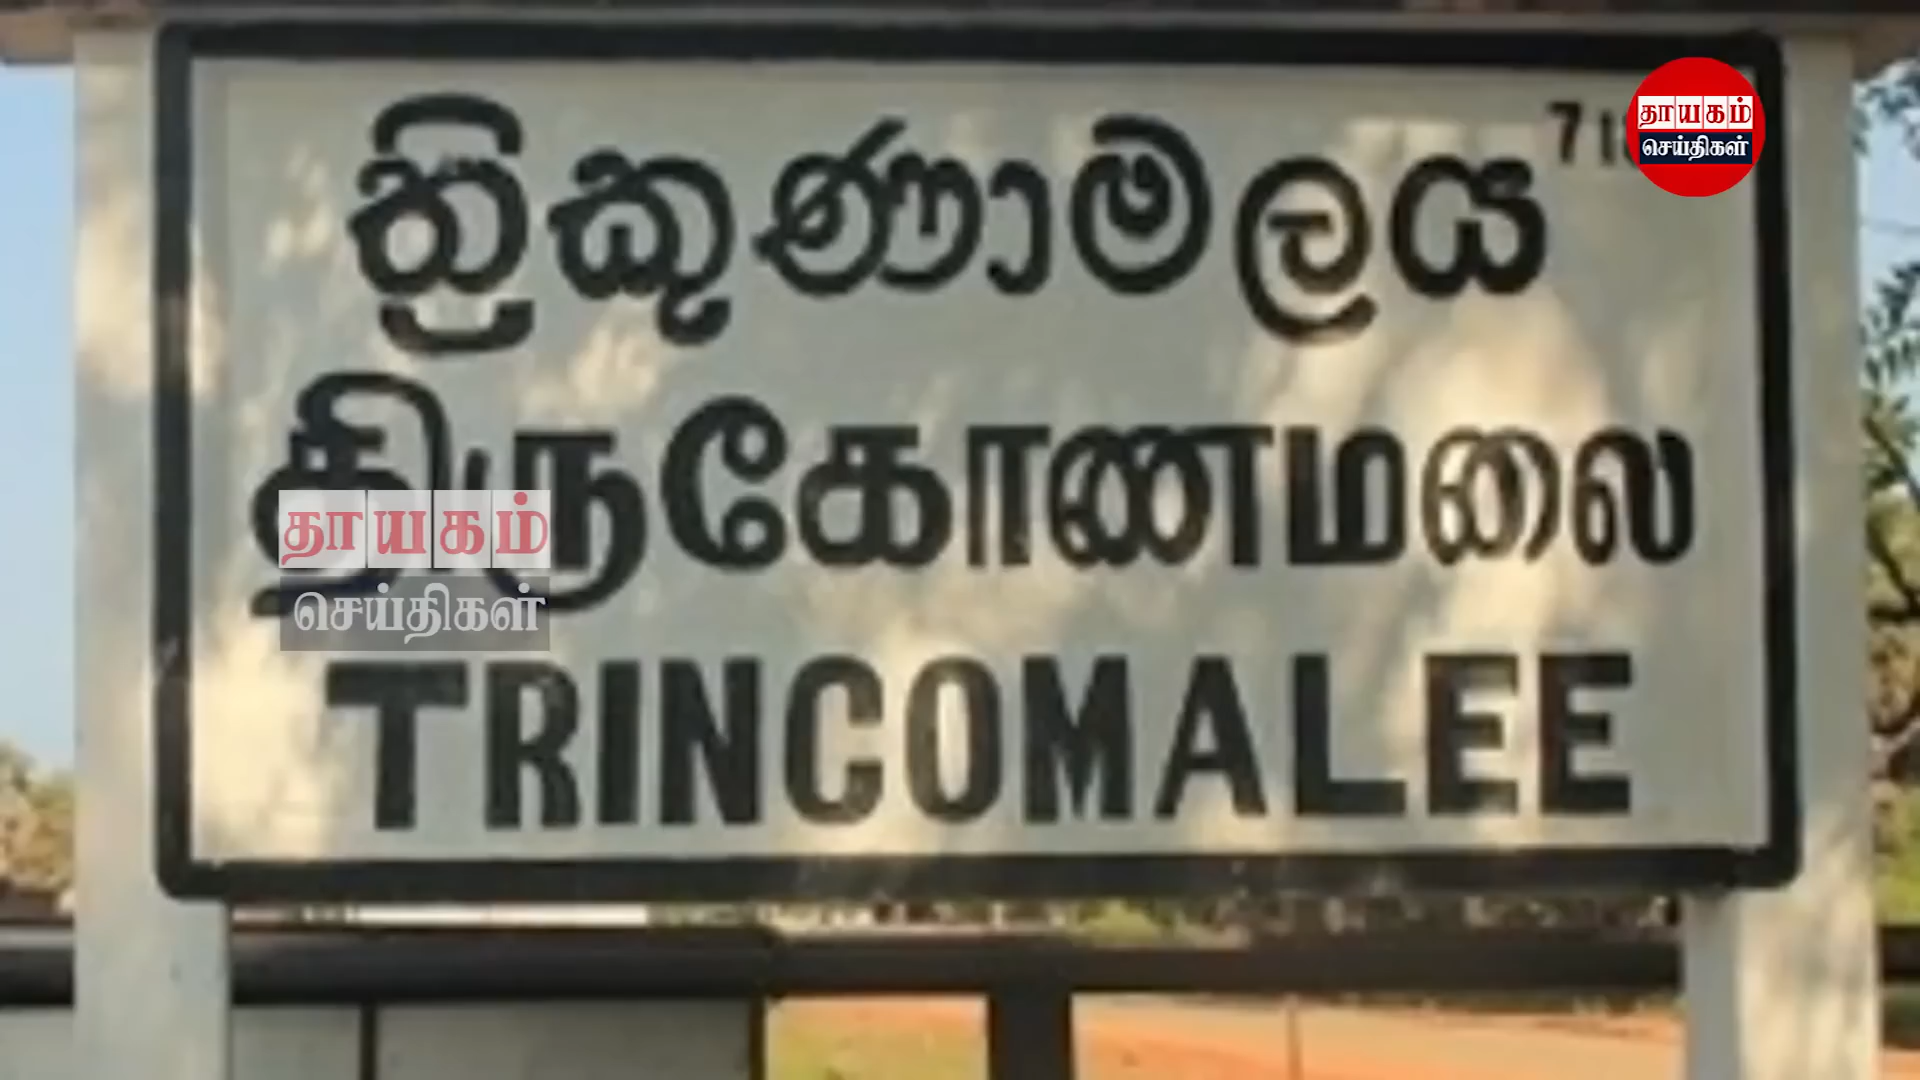 ත්‍රිකුණාමලය
திருகோணமலை
TRINCOMALEE
தாயகம்
செய்திகள்
தாயகம்
செய்திகள்